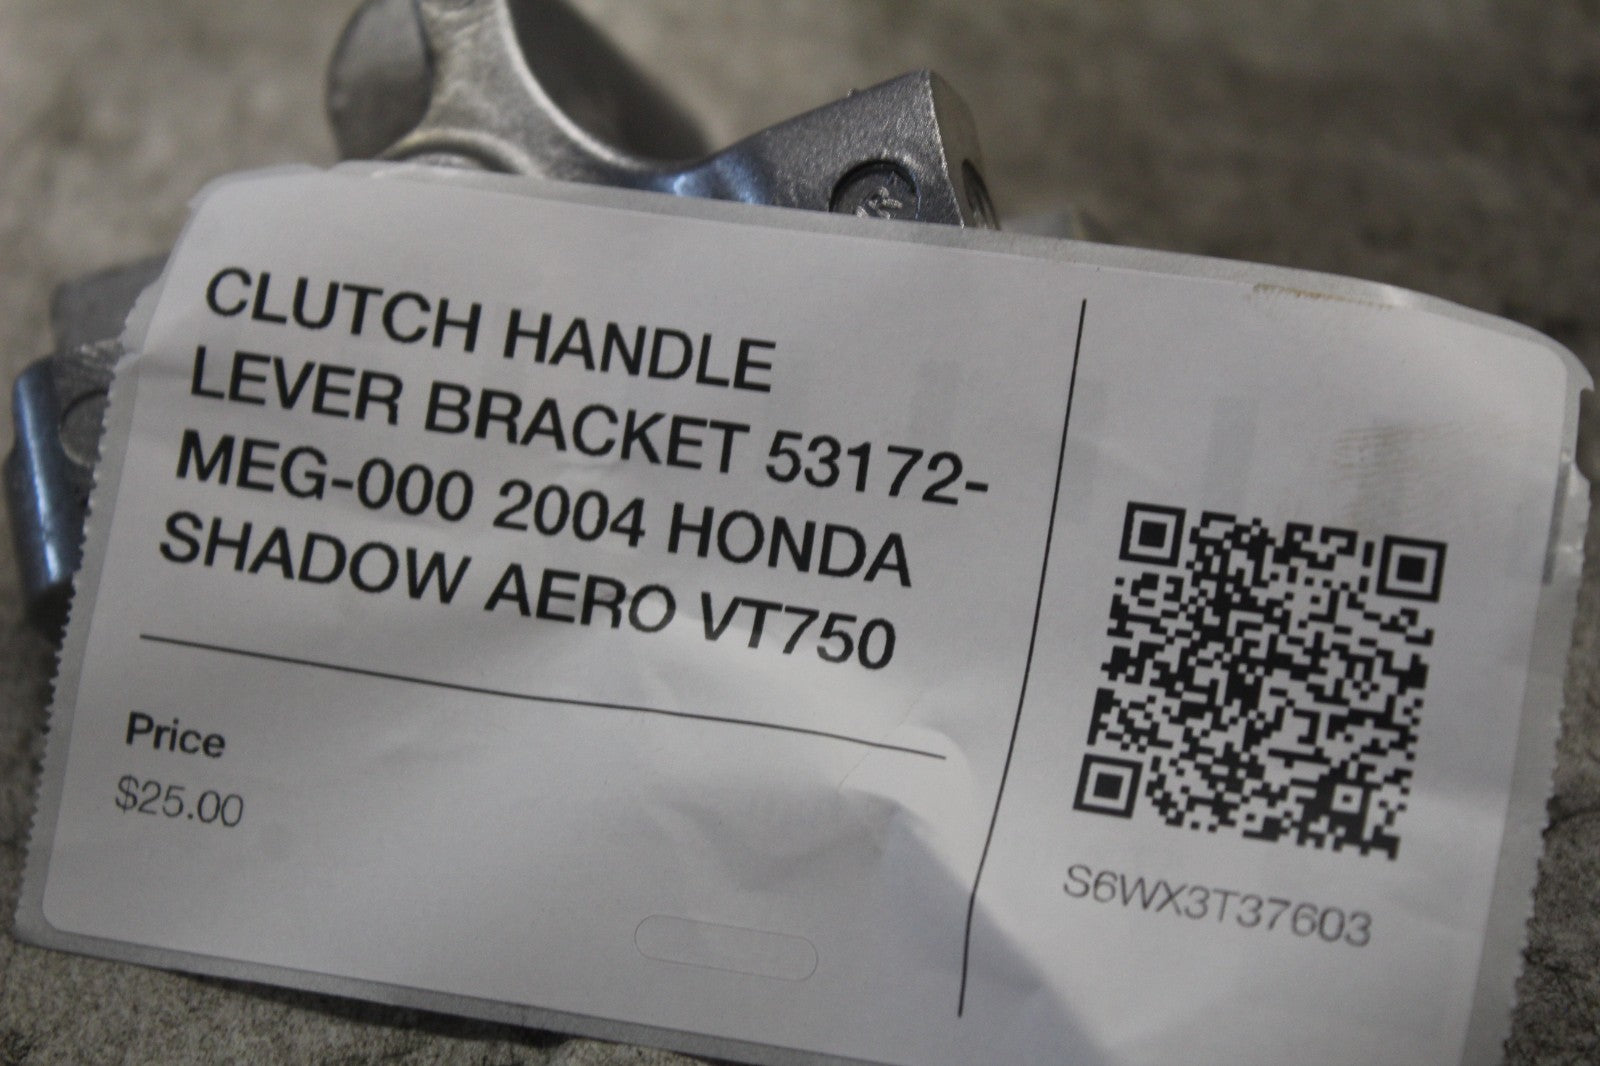 CLUTCH HANDLE
LEVER BRACKET 53172-
MEG-000 2004 HONDA
SHADOW AERO VT750
Price
$25.00
S6WX3T37603